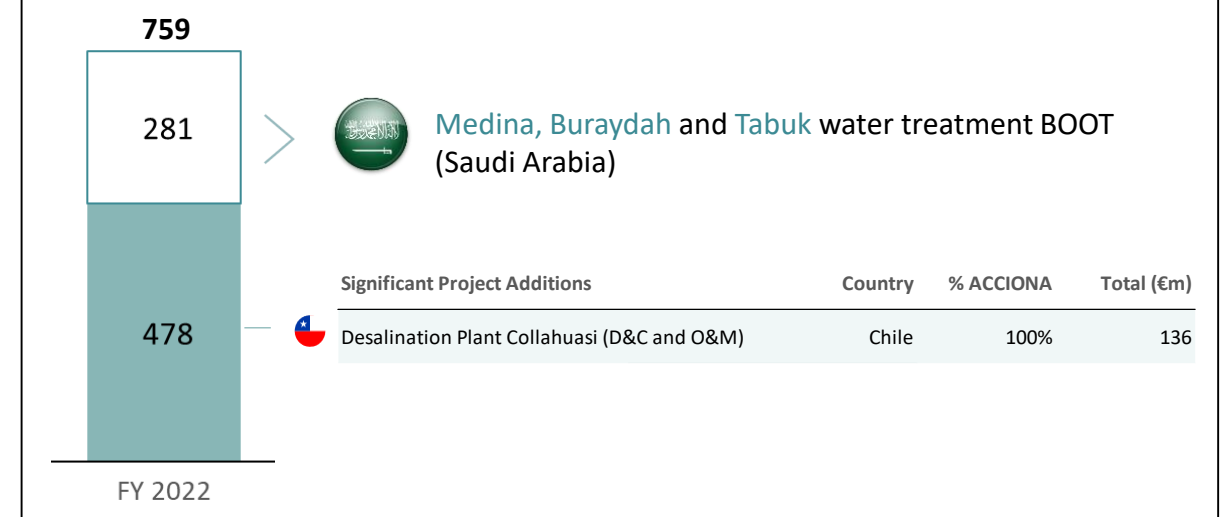 759
281
Medina, Buraydah and Tabuk water treatment BOOT
(Saudi Arabia)
478
Significant Project Additions Country % ACCIONA Total (€m)
Desalination Plant Collahuasi (D&C and O&M) Chile 100% 136
FY 2022